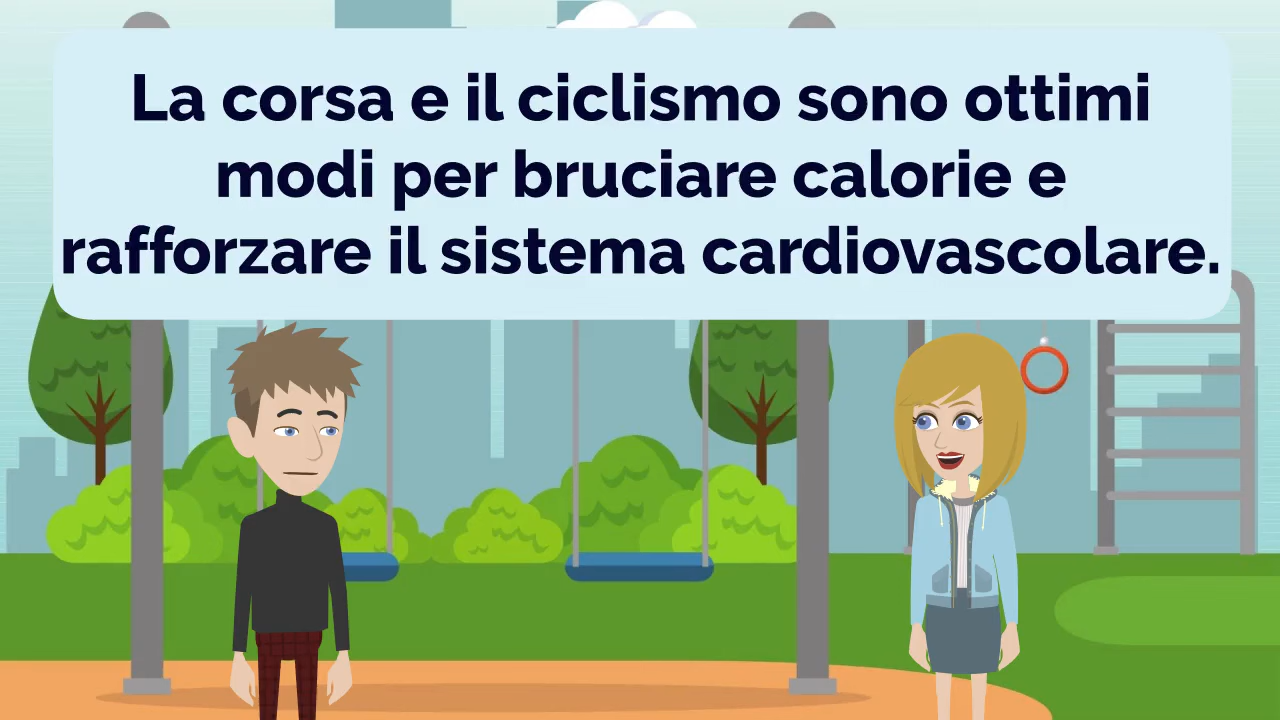 La corsa e il ciclismo sono ottimi
modi per bruciare calorie e
rafforzare il sistema cardiovascolare.